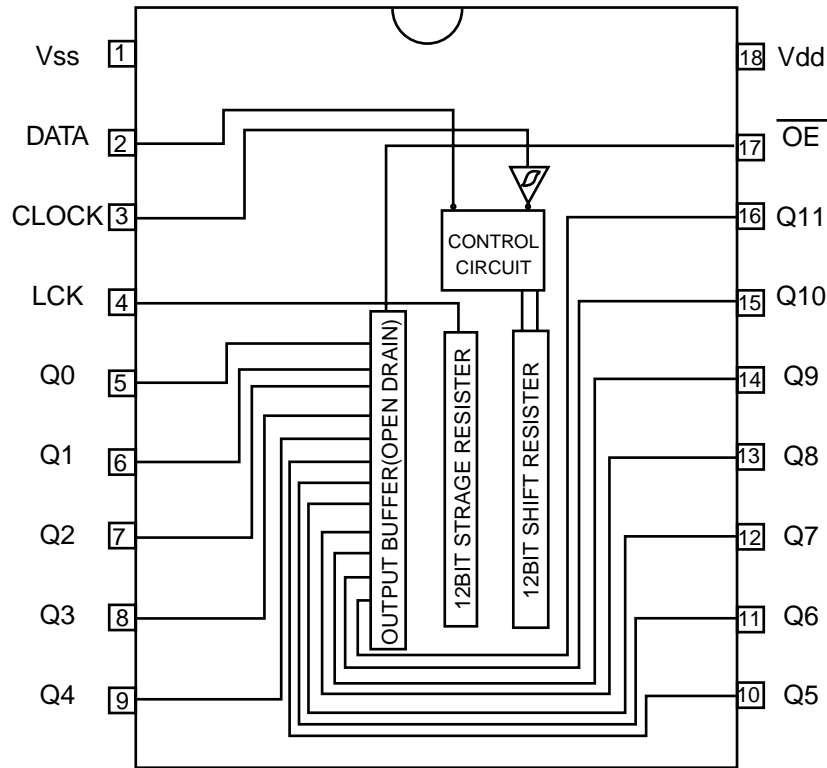 Vss 1 18 Vdd
DATA 2 17 OE
CLOCK 3 16 Q11
CONTROL
CIRCUIT
LCK 4 15 Q10
Q0 5 14 Q9
Q1 6 13 Q8
Q2 7 12 Q7
Q3 8 11 Q6
Q4 9 10 Q5
OUTPUT BUFFER(OPEN DRAIN)
12BIT STRAGE RESISTER
12BIT SHIFT RESISTER